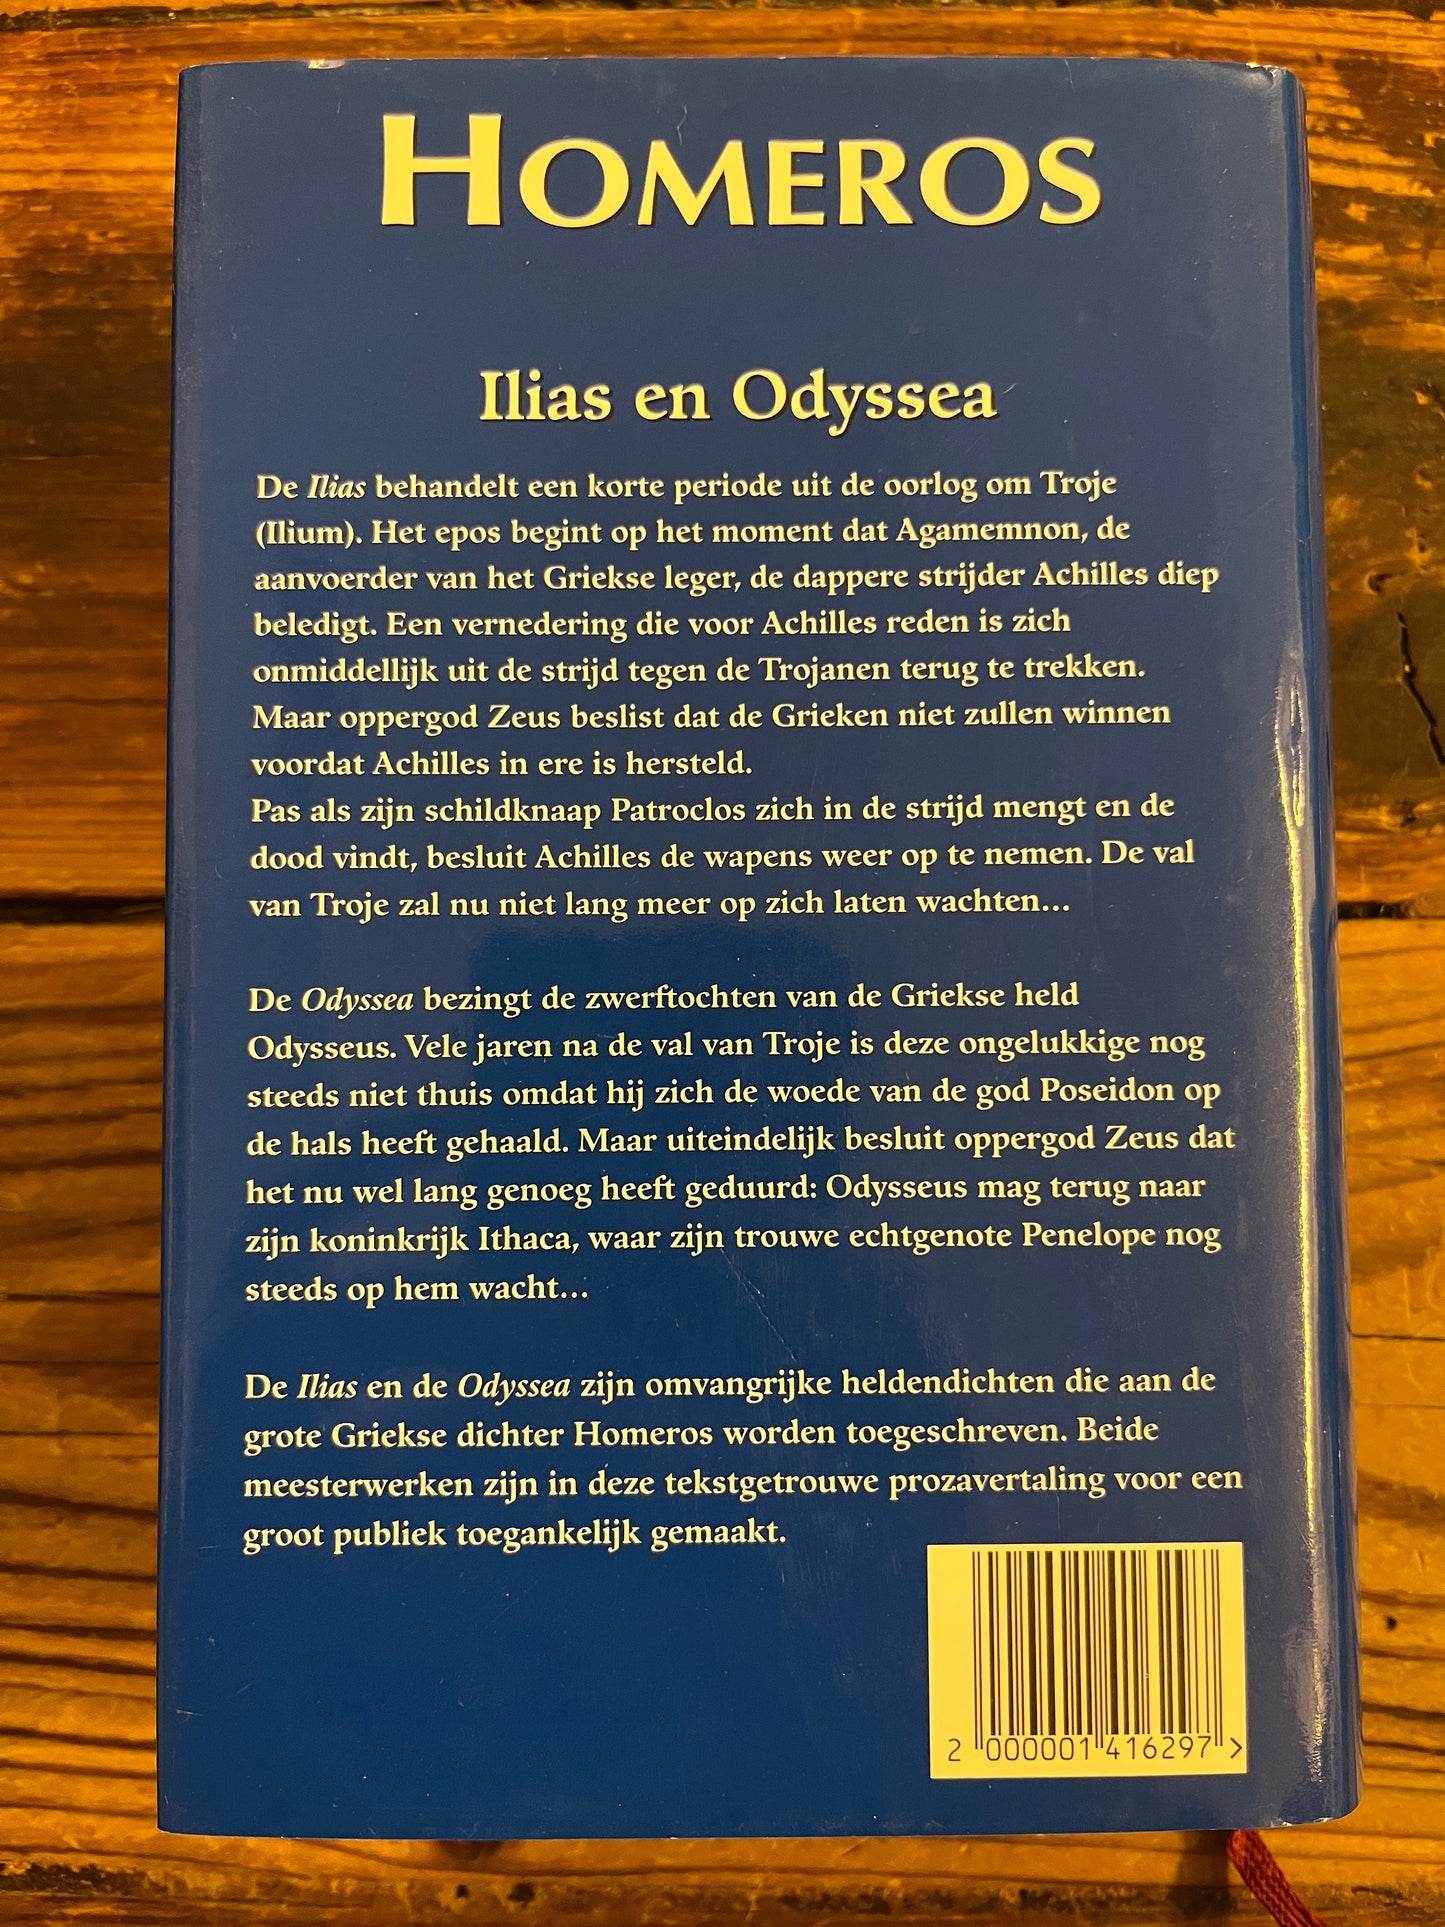 HOMEROS
Ilias en Odyssea
De Ilias behandelt een korte periode uit de oorlog om Troje
(Ilium). Het epos begint op het moment dat Agamemnon, de
aanvoerder van het Griekse leger, de dappere strijder Achilles diep
beledigt. Een vernedering die voor Achilles reden is zich
onmiddellijk uit de strijd tegen de Trojanen terug te trekken.
Maar oppergod Zeus beslist dat de Grieken niet zullen winnen
voordat Achilles in ere is hersteld.
Pas als zijn schildknaap Patroclos zich in de strijd mengt en de
dood vindt, besluit Achilles de wapens weer op te nemen. De val
van Troje zal nu niet lang meer op zich laten wachten...
De Odyssea bezingt de zwerftochten van de Griekse held
Odysseus. Vele jaren na de val van Troje is deze ongelukkige nog
steeds niet thuis omdat hij zich de woede van de god Poseidon op
de hals heeft gehaald. Maar uiteindelijk besluit oppergod Zeus dat
het nu wel lang genoeg heeft geduurd: Odysseus mag terug naar
zijn koninkrijk Ithaca, waar zijn trouwe echtgenote Penelope nog
steeds op hem wacht...
De Ilias en de Odyssea zijn omvangrijke heldendichten die aan de
grote Griekse dichter Homeros worden toegeschreven. Beide
meesterwerken zijn in deze tekstgetrouwe prozavertaling voor een
groot publiek toegankelijk gemaakt.
2 000001 416297 >